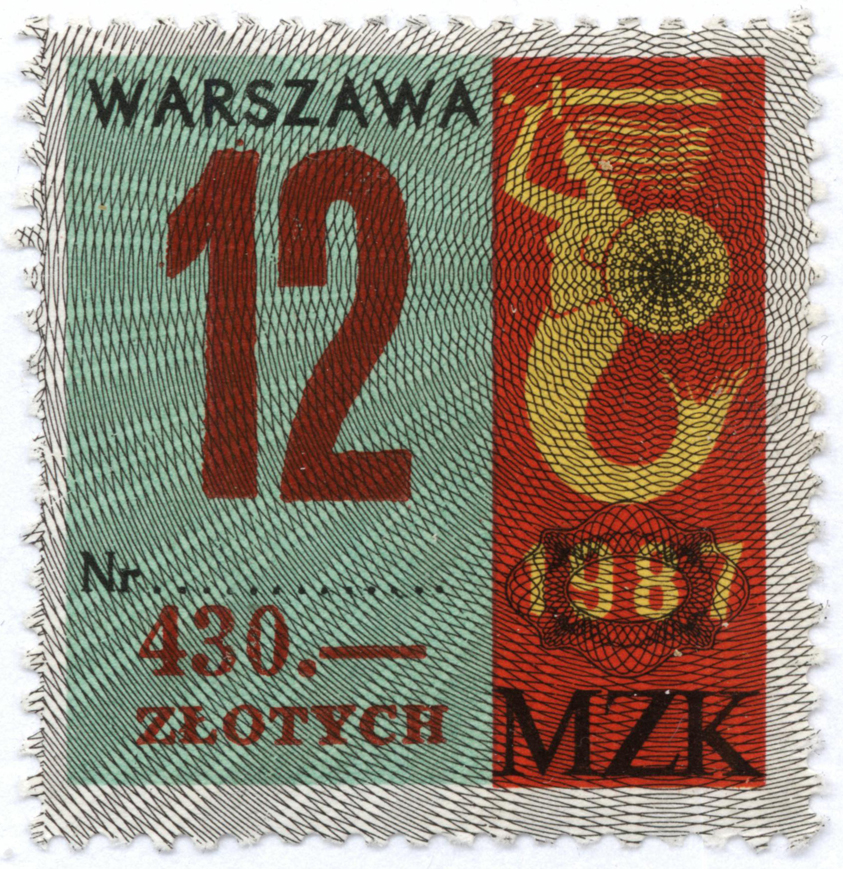 WARSZAWA
12
Nr....................
430.—
ZŁOTYCH
1987
MZK